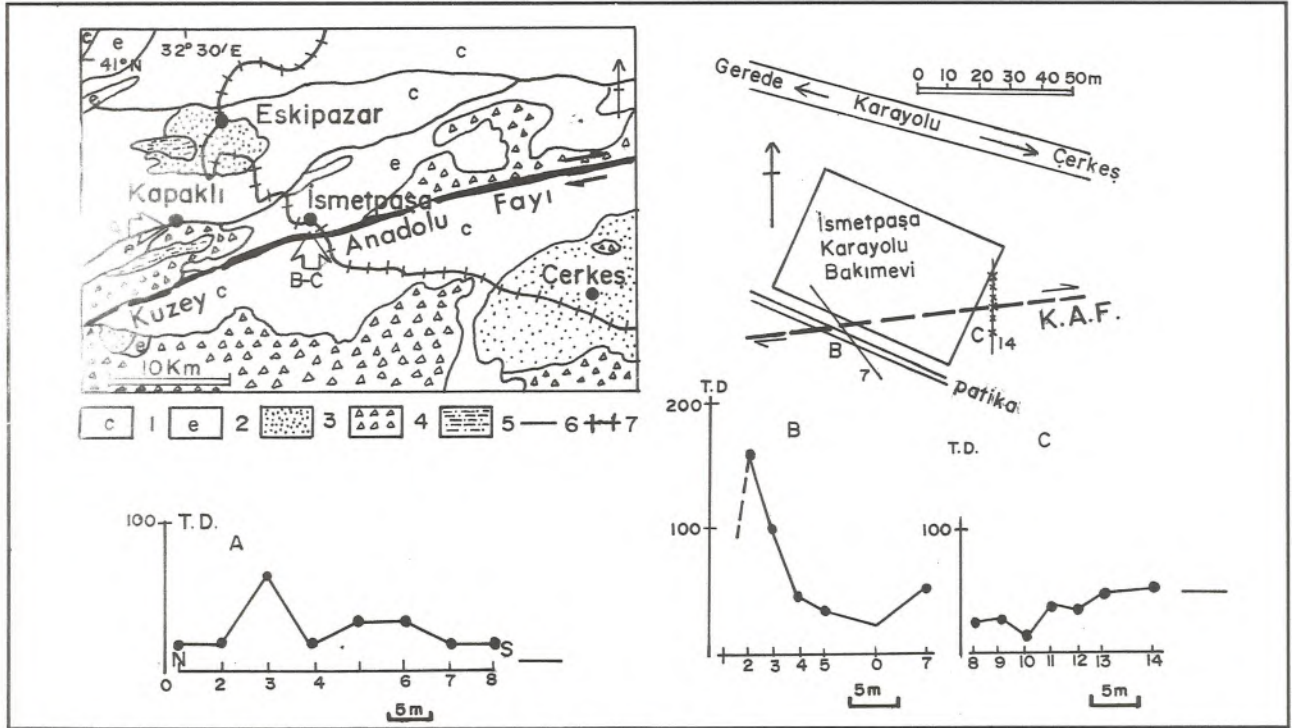 c
e
41°N
32°30'E
c
c
e
Eskipazar
e
Kapaklı
İsmetpaşa
Fayı
Anadolu
c
B-C
Kuzey
c
Çerkeş
e
10Km
c 1 e 2 3 4 5 6 7
0 10 20 30 40 50m
Gerede
Karayolu
Çerkeş
İsmetpaşa
Karayolu
Bakımevi
K.A.F.
C
14
B
7
patika
100 T.D.
A
N
S
0 2 3 4 5 6 7 8
5m
T.D
200
B
100
1 2 3 4 5 0 7
5m
T.D. C
100
8 9 10 11 12 13 14
5m